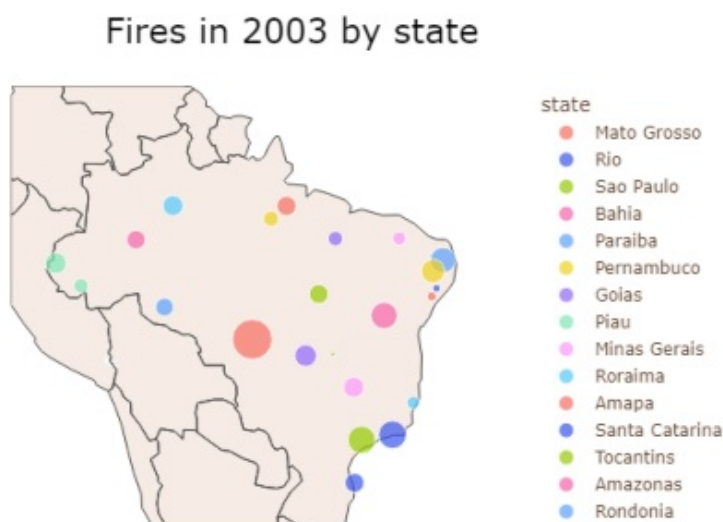 Fires in 2003 by state
state
Mato Grosso
Rio
Sao Paulo
Bahia
Paraiba
Pernambuco
Goias
Piau
Minas Gerais
Roraima
Amapa
Santa Catarina
Tocantins
Amazonas
Rondonia